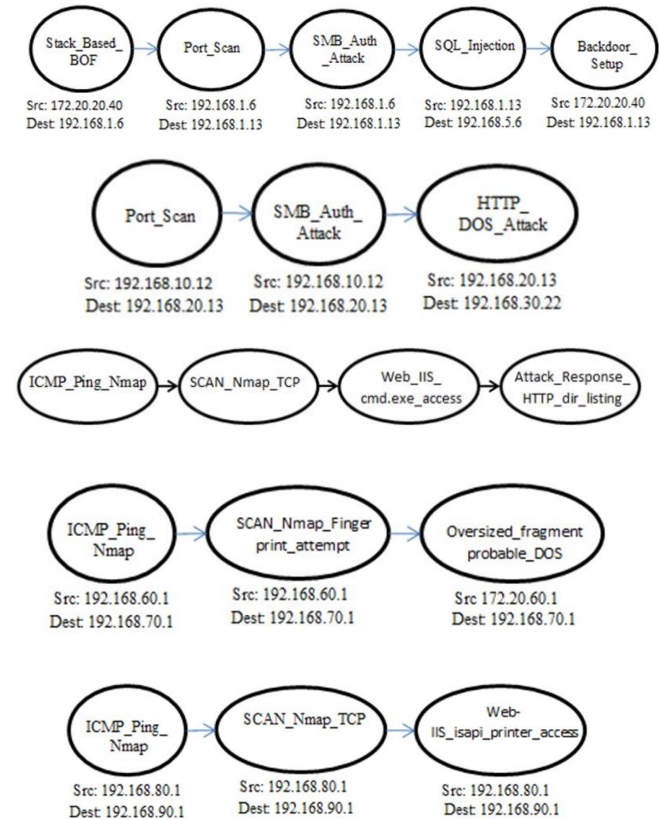 Stack_Based_
BOF
Port_Scan
SMB_Auth
_Attack
SQL_Injection
Backdoor_
Setup
Src: 172.20.20.40
Dest: 192.168.1.6
Src: 192.168.1.6
Dest: 192.168.1.13
Src: 192.168.1.6
Dest: 192.168.1.13
Src: 192.168.1.13
Dest: 192.168.5.6
Src 172.20.20.40
Dest: 192.168.1.13
Port_Scan
SMB_Auth_
Attack
HTTP_
DOS_Attack
Src: 192.168.10.12
Dest: 192.168.20.13
Src: 192.168.10.12
Dest: 192.168.20.13
Src: 192.168.20.13
Dest: 192.168.30.22
ICMP_Ping_Nmap
SCAN_Nmap_TCP
Web_IIS_
cmd.exe_access
Attack_Response_
HTTP_dir_listing
ICMP_Ping_
Nmap
SCAN_Nmap_Finger
print_attempt
Oversized_fragment
probable_DOS
Src: 192.168.60.1
Dest: 192.168.70.1
Src: 192.168.60.1
Dest: 192.168.70.1
Src 172.20.60.1
Dest: 192.168.70.1
ICMP_Ping_
Nmap
SCAN_Nmap_TCP
Web-
IIS_isapi_printer_access
Src: 192.168.80.1
Dest: 192.168.90.1
Src: 192.168.80.1
Dest: 192.168.90.1
Src: 192.168.80.1
Dest: 192.168.90.1